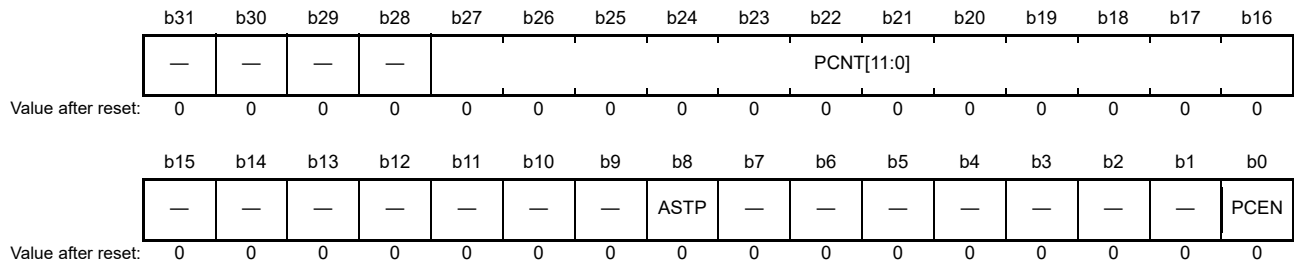 b31 b30 b29 b28 b27 b26 b25 b24 b23 b22 b21 b20 b19 b18 b17 b16
— — — — PCNT[11:0]
Value after reset: 0 0 0 0 0 0 0 0 0 0 0 0 0 0 0 0
b15 b14 b13 b12 b11 b10 b9 b8 b7 b6 b5 b4 b3 b2 b1 b0
— — — — — — — ASTP — — — — — — — PCEN
Value after reset: 0 0 0 0 0 0 0 0 0 0 0 0 0 0 0 0